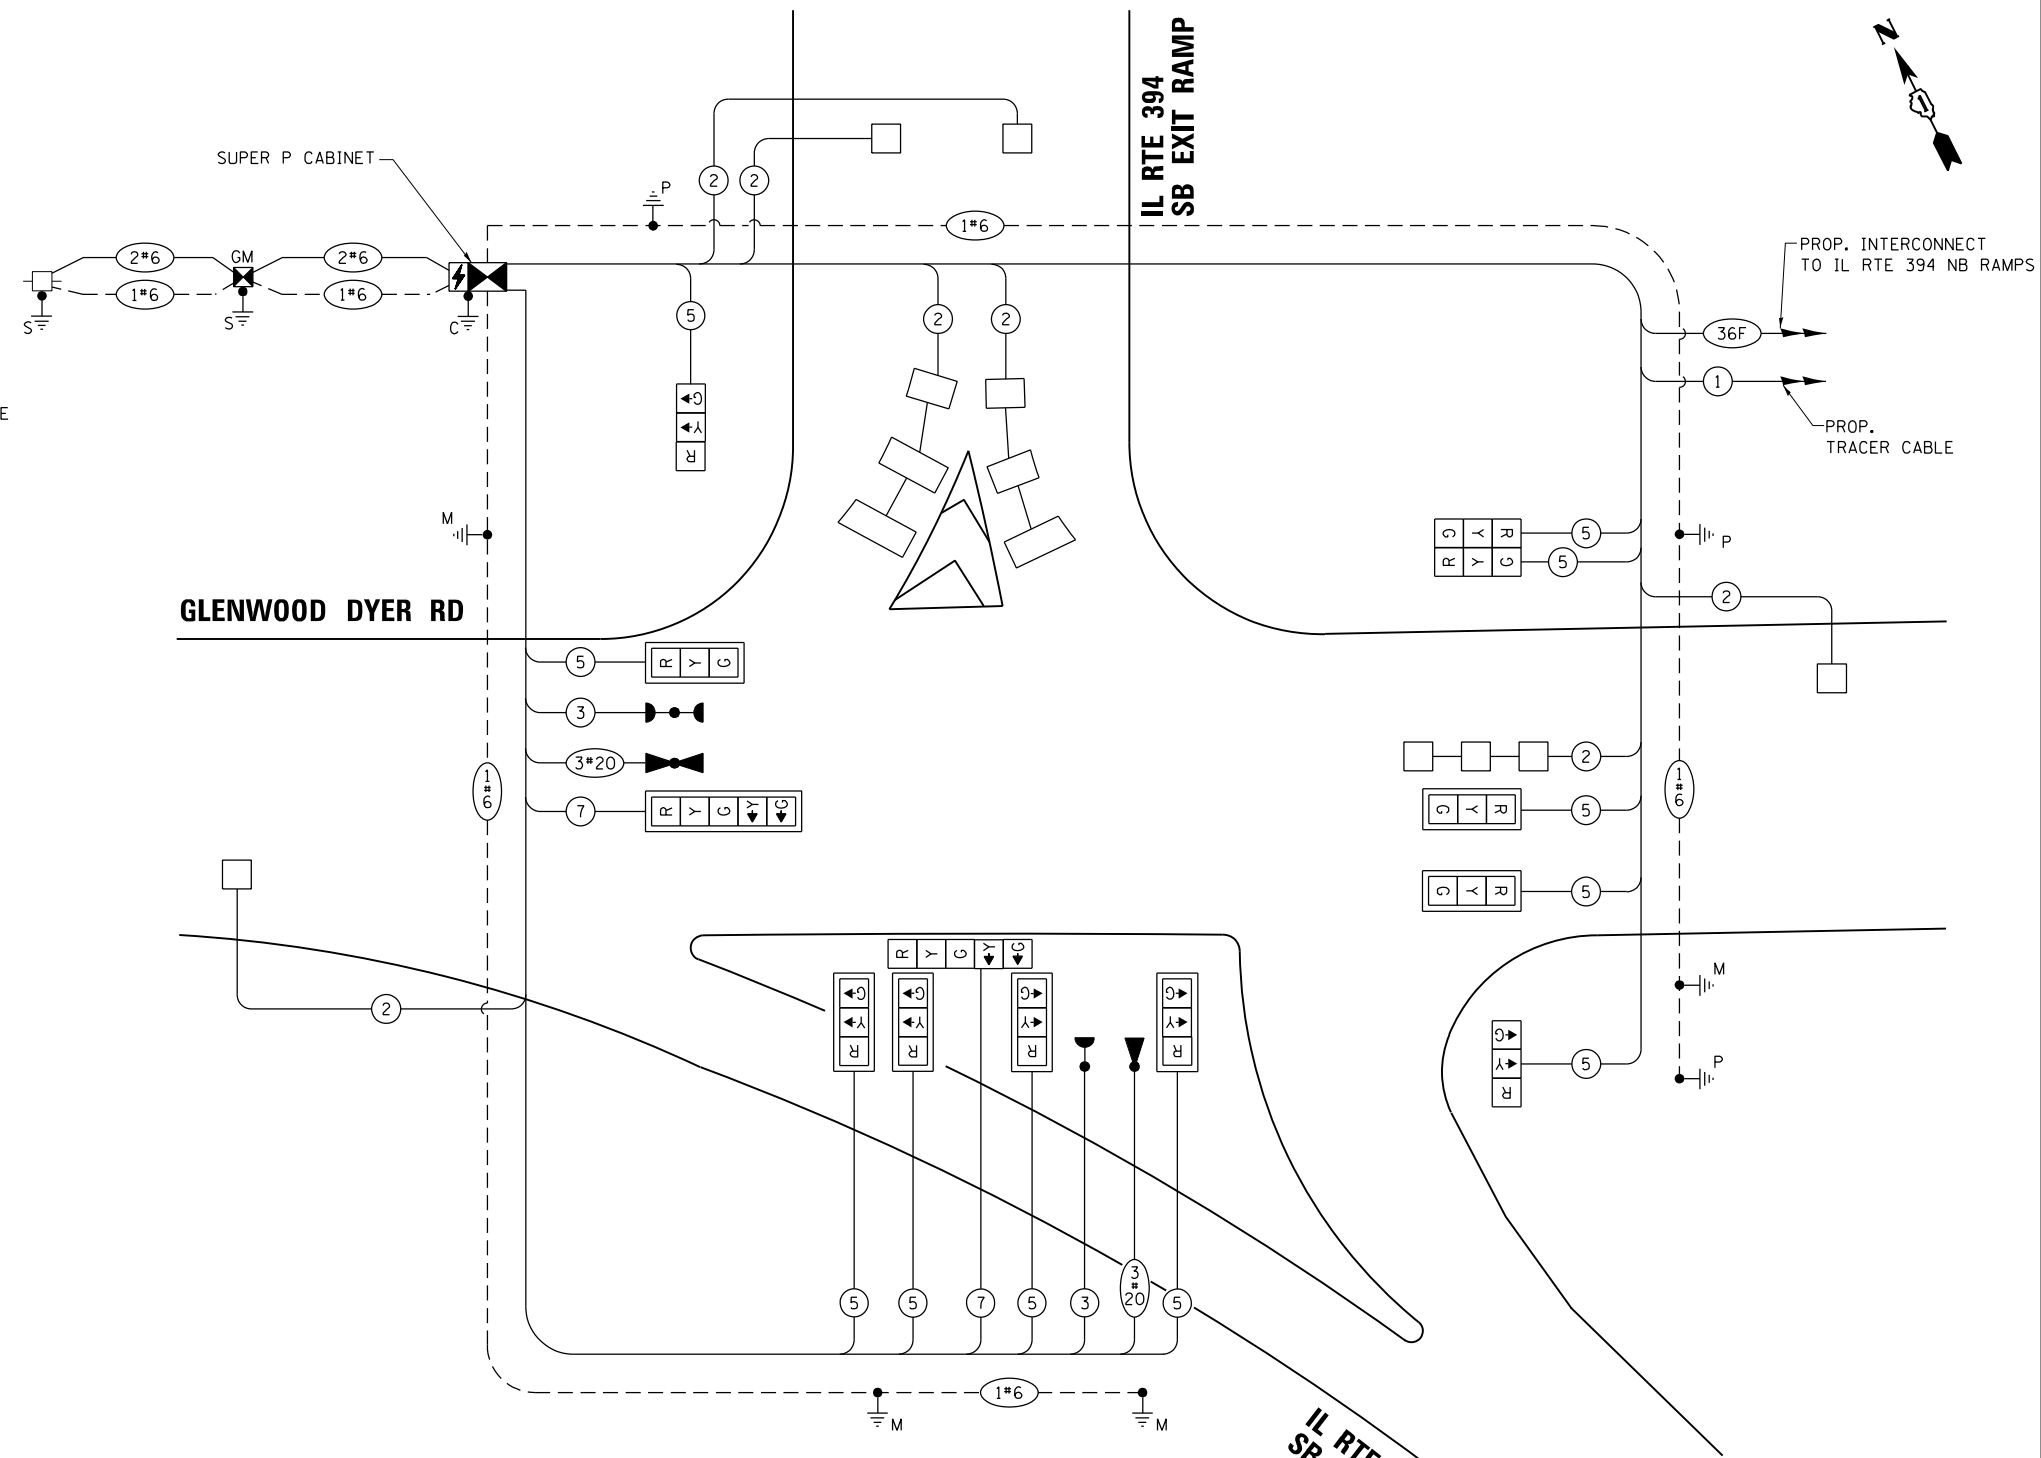 N
IL RTE 394
SB EXIT RAMP
SUPER P CABINET
P
2
2
1#6
2#6
GM
2#6
1#6
1#6
S
S
C
PROP. INTERCONNECT
TO IL RTE 394 NB RAMPS
36F
1
PROP.
TRACER CABLE
5
2
2
E
G
Y
R
M
G Y R
5
P
R Y G
5
2
GLENWOOD DYER RD
5
R Y G
3
3#20
7
R Y G Y G
1#6
2
G Y R
5
1#6
G Y R
5
2
R Y G Y G
G
Y
R
G
Y
R
G
Y
R
G
Y
R
M
G
Y
R
5
P
5
5
7
5
3
3#20
5
1#6
M
M
IL RTE